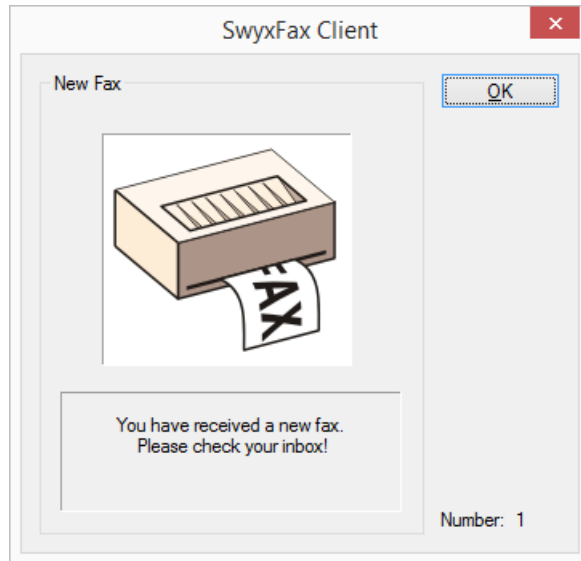 SwyxFax Client
×
New Fax
OK
FAX
You have received a new fax.
Please check your inbox!
Number: 1